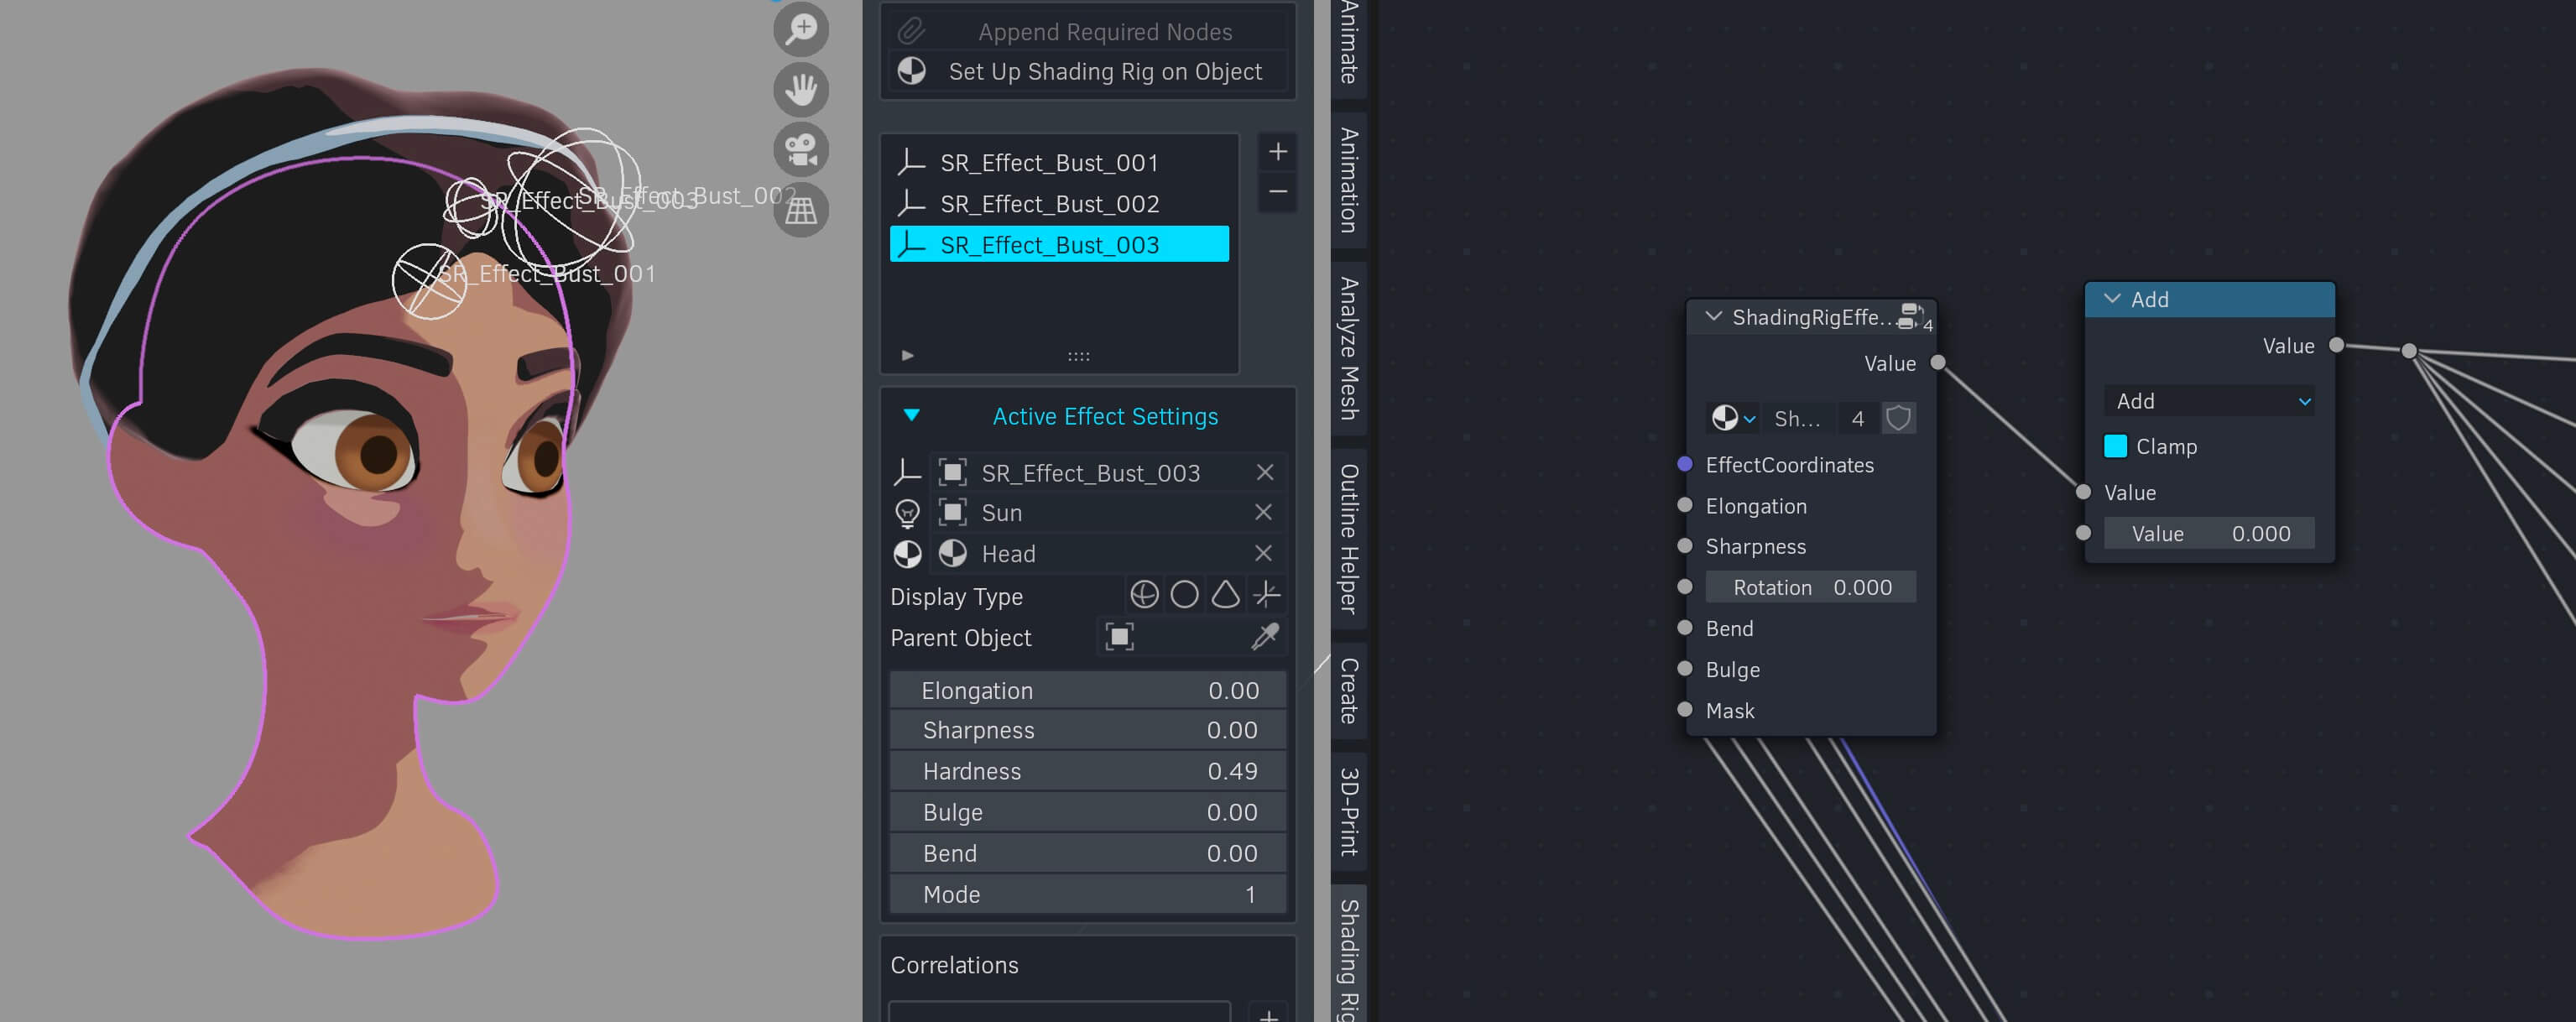 SR_Effect_Bust_002
SR_Effect_Bust_003
SR_Effect_Bust_001
Append Required Nodes
Set Up Shading Rig on Object
SR_Effect_Bust_001
SR_Effect_Bust_002
SR_Effect_Bust_003
Active Effect Settings
SR_Effect_Bust_003
Sun
Head
Display Type
Parent Object
Elongation 0.00
Sharpness 0.00
Hardness 0.49
Bulge 0.00
Bend 0.00
Mode 1
Correlations
Animate
Animation
Analyze Mesh
Outline Helper
Create
3D-Print
Shading Rig
ShadingRigEffe... 4
Value
Sh... 4
EffectCoordinates
Elongation
Sharpness
Rotation 0.000
Bend
Bulge
Mask
Add
Value
Add
Clamp
Value
Value 0.000